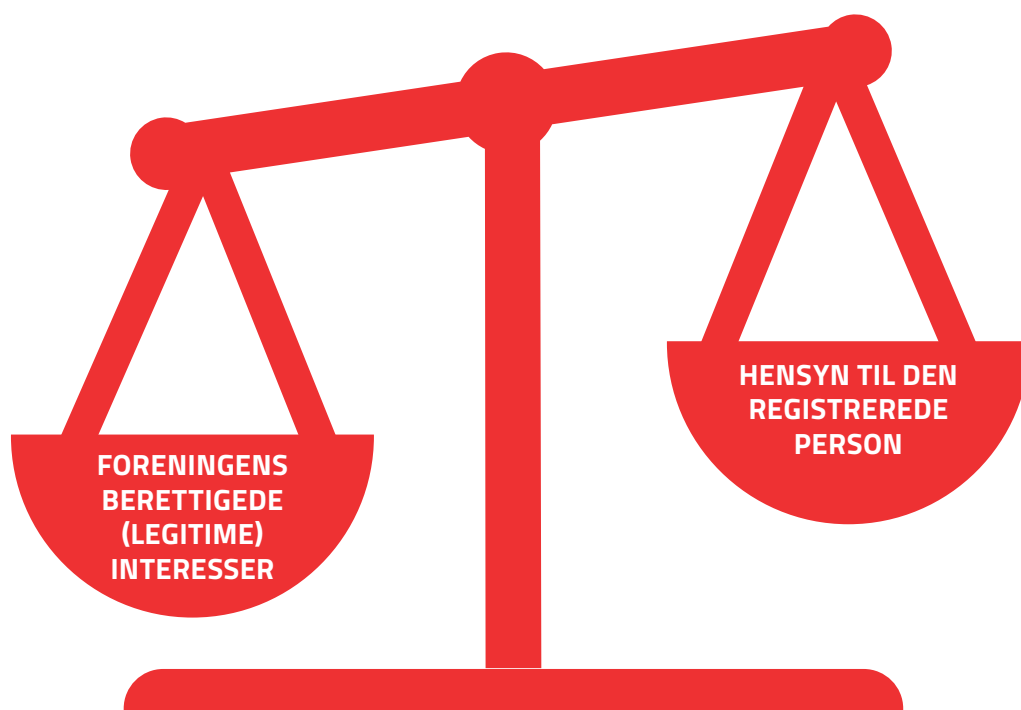 FORENINGENS
BERETTIGEDE
(LEGITIME)
INTERESSER
HENSYN TIL DEN
REGISTREREDE
PERSON